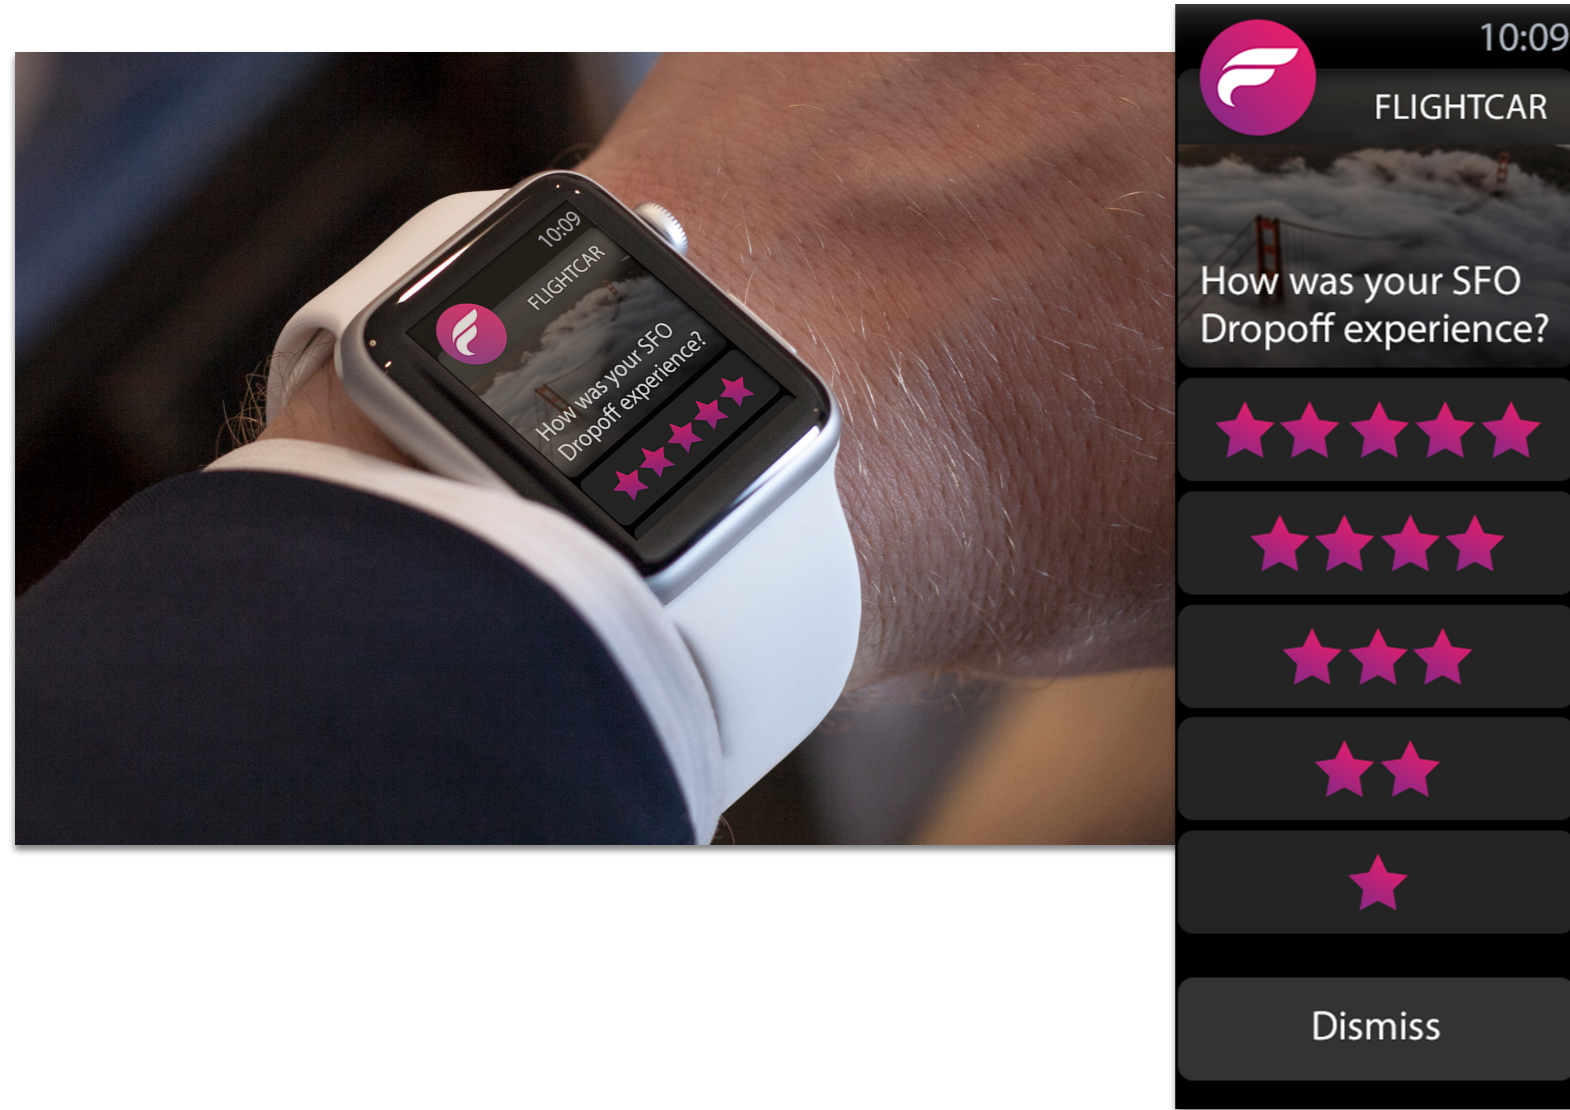 10:09
FLIGHTCAR
How was your SFO
Dropoff experience?
10:09
FLIGHTCAR
How was your SFO
Dropoff experience?
Dismiss